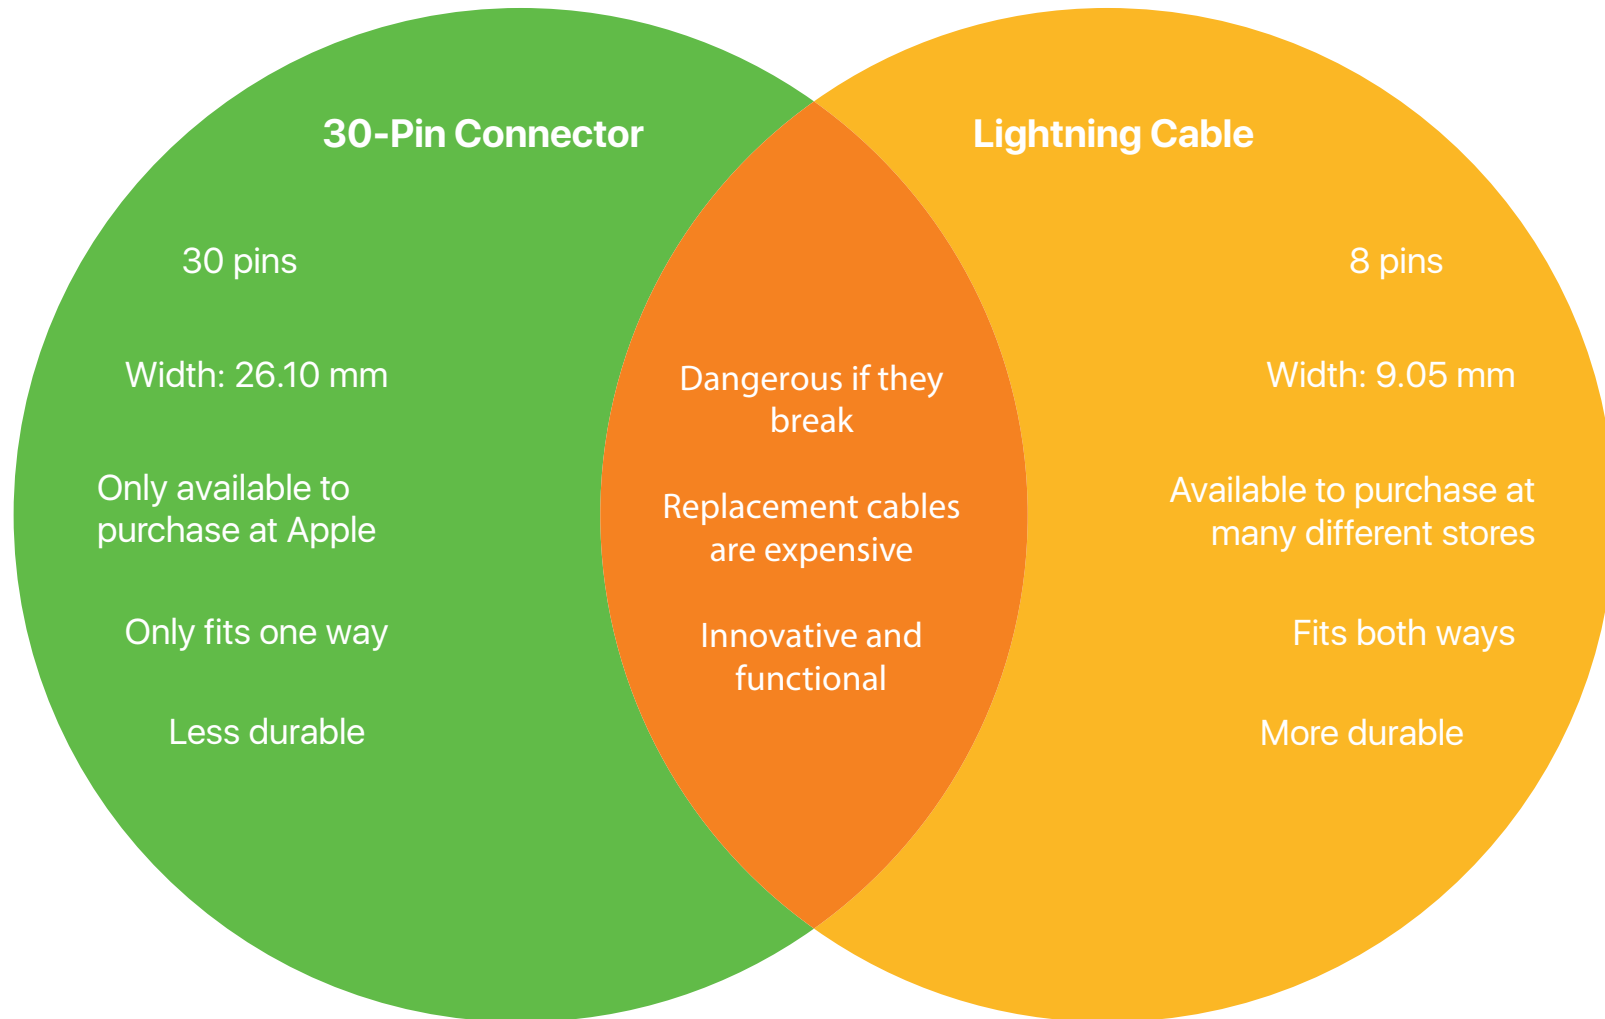 30-Pin Connector
30 pins
Width: 26.10 mm
Only available to
purchase at Apple
Only fits one way
Less durable
Dangerous if they
break
Replacement cables
are expensive
Innovative and
functional
Lightning Cable
8 pins
Width: 9.05 mm
Available to purchase at
many different stores
Fits both ways
More durable